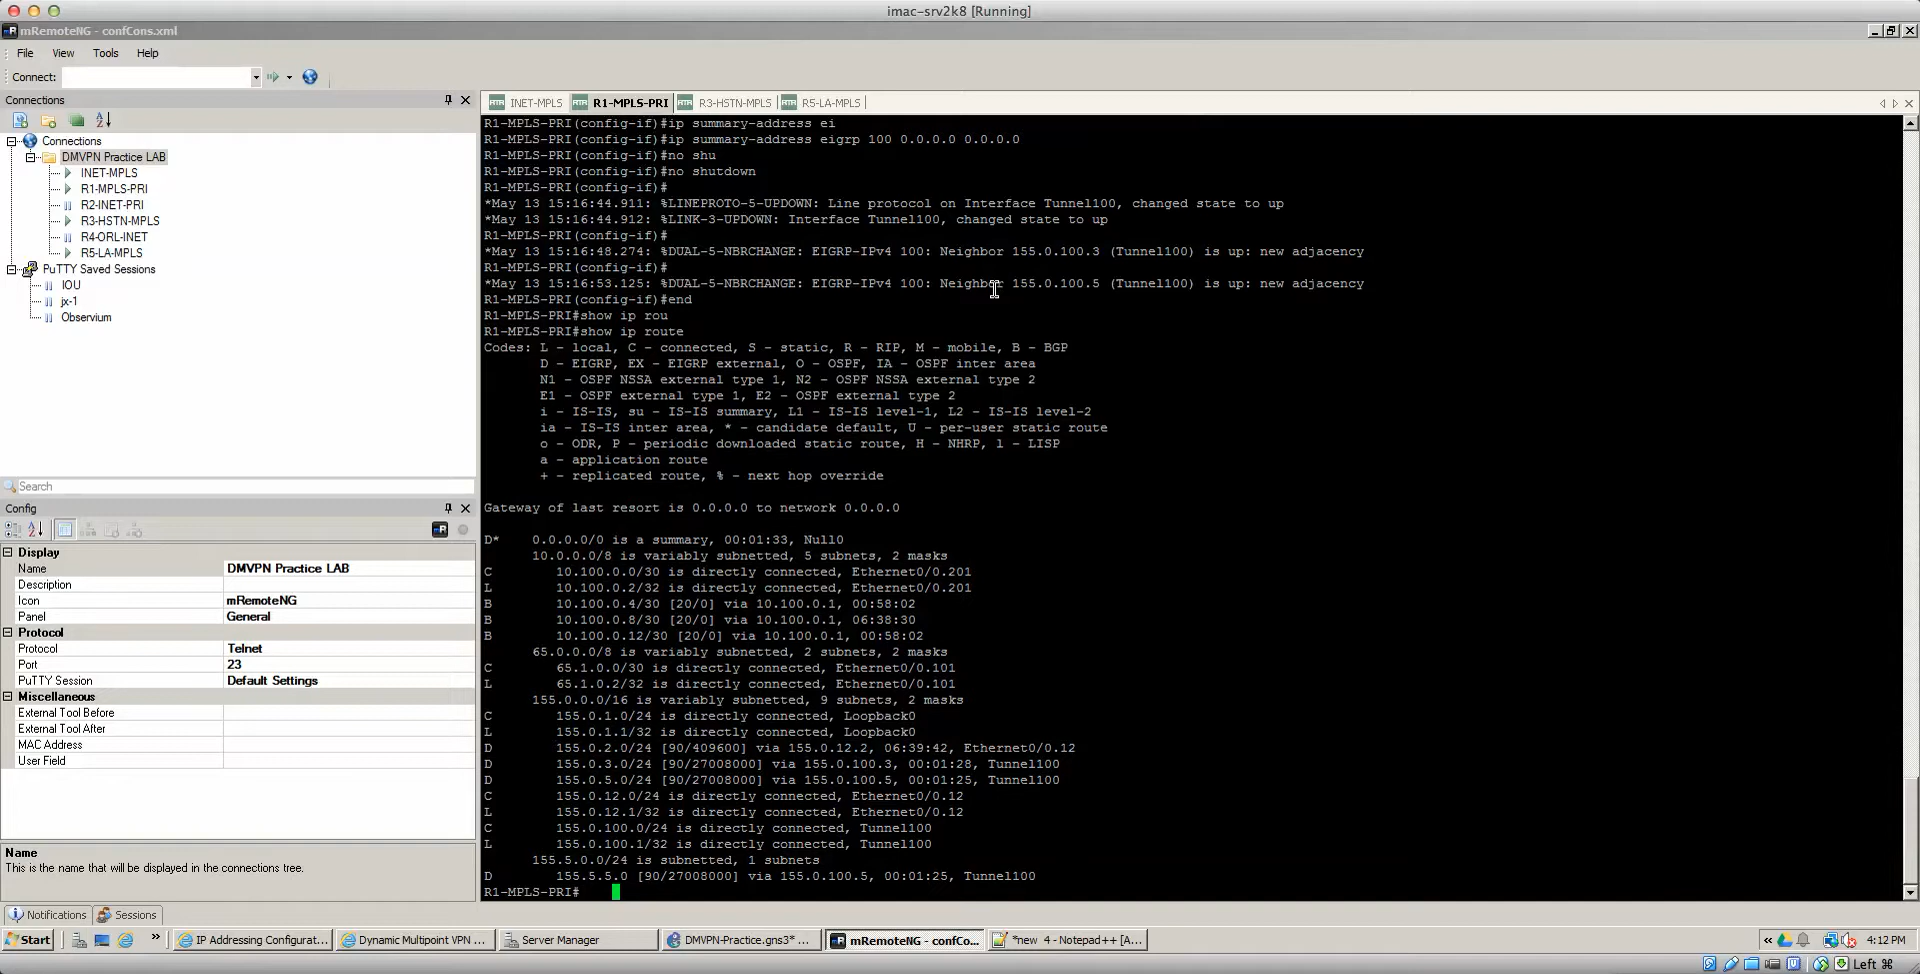 imac-srv2k8 [Running]
mRemoteNG - confCons.xml
File View Tools Help
Connect:
Connections
Connections
DMVPN Practice LAB
INET-MPLS
R1-MPLS-PRI
R2-INET-PRI
R3-HSTN-MPLS
R4-ORL-INET
R5-LA-MPLS
PuTTY Saved Sessions
IOU
jx-1
Observium
Search
Config
Display
Name DMVPN Practice LAB
Description
Icon mRemoteNG
Panel General
Protocol
Protocol Telnet
Port 23
PuTTY Session Default Settings
Miscellaneous
External Tool Before
External Tool After
MAC Address
User Field
Name
This is the name that will be displayed in the connections tree.
Notifications Sessions
INET-MPLS R1-MPLS-PRI R3-HSTN-MPLS R5-LA-MPLS
R1-MPLS-PRI(config-if)#ip summary-address ei
R1-MPLS-PRI(config-if)#ip summary-address eigrp 100 0.0.0.0 0.0.0.0
R1-MPLS-PRI(config-if)#no shu
R1-MPLS-PRI(config-if)#no shutdown
R1-MPLS-PRI(config-if)#
*May 13 15:16:44.911: %LINEPROTO-5-UPDOWN: Line protocol on Interface Tunnel100, changed state to up
*May 13 15:16:44.912: %LINK-3-UPDOWN: Interface Tunnel100, changed state to up
R1-MPLS-PRI(config-if)#
*May 13 15:16:48.274: %DUAL-5-NBRCHANGE: EIGRP-IPv4 100: Neighbor 155.0.100.3 (Tunnel100) is up: new adjacency
R1-MPLS-PRI(config-if)#
*May 13 15:16:53.125: %DUAL-5-NBRCHANGE: EIGRP-IPv4 100: Neighbor 155.0.100.5 (Tunnel100) is up: new adjacency
R1-MPLS-PRI(config-if)#end
R1-MPLS-PRI#show ip rou
R1-MPLS-PRI#show ip route
Codes: L - local, C - connected, S - static, R - RIP, M - mobile, B - BGP
D - EIGRP, EX - EIGRP external, O - OSPF, IA - OSPF inter area
N1 - OSPF NSSA external type 1, N2 - OSPF NSSA external type 2
E1 - OSPF external type 1, E2 - OSPF external type 2
i - IS-IS, su - IS-IS summary, L1 - IS-IS level-1, L2 - IS-IS level-2
ia - IS-IS inter area, * - candidate default, U - per-user static route
o - ODR, P - periodic downloaded static route, H - NHRP, l - LISP
a - application route
+ - replicated route, % - next hop override
Gateway of last resort is 0.0.0.0 to network 0.0.0.0
D* 0.0.0.0/0 is a summary, 00:01:33, Null0
10.0.0.0/8 is variably subnetted, 5 subnets, 2 masks
C 10.100.0.0/30 is directly connected, Ethernet0/0.201
L 10.100.0.2/32 is directly connected, Ethernet0/0.201
B 10.100.0.4/30 [20/0] via 10.100.0.1, 00:58:02
B 10.100.0.8/30 [20/0] via 10.100.0.1, 06:38:30
B 10.100.0.12/30 [20/0] via 10.100.0.1, 00:58:02
65.0.0.0/8 is variably subnetted, 2 subnets, 2 masks
C 65.1.0.0/30 is directly connected, Ethernet0/0.101
L 65.1.0.2/32 is directly connected, Ethernet0/0.101
155.0.0.0/16 is variably subnetted, 9 subnets, 2 masks
C 155.0.1.0/24 is directly connected, Loopback0
L 155.0.1.1/32 is directly connected, Loopback0
D 155.0.2.0/24 [90/409600] via 155.0.12.2, 06:39:42, Ethernet0/0.12
D 155.0.3.0/24 [90/27008000] via 155.0.100.3, 00:01:28, Tunnel100
D 155.0.5.0/24 [90/27008000] via 155.0.100.5, 00:01:25, Tunnel100
C 155.0.12.0/24 is directly connected, Ethernet0/0.12
L 155.0.12.1/32 is directly connected, Ethernet0/0.12
C 155.0.100.0/24 is directly connected, Tunnel100
L 155.0.100.1/32 is directly connected, Tunnel100
155.5.0.0/24 is subnetted, 1 subnets
D 155.5.5.0 [90/27008000] via 155.0.100.5, 00:01:25, Tunnel100
R1-MPLS-PRI#
Start » IP Addressing Configurat... Dynamic Multipoint VPN ... Server Manager DMVPN-Practice.gns3* ... mRemoteNG - confCo... *new 4 - Notepad++ [A... « 4:12 PM
Left ⌘